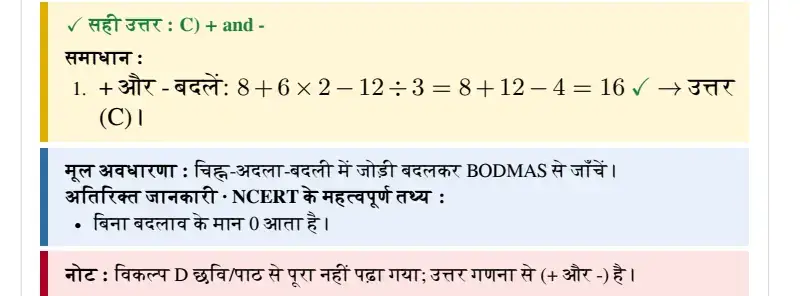 ✓ सही उत्तर : C) + and -
समाधान :
1. + और - बदलें: 8 + 6 × 2 − 12 ÷ 3 = 8 + 12 − 4 = 16 ✓ → उत्तर
(C)।
मूल अवधारणा : चिह्न-अदला-बदली में जोड़ी बदलकर BODMAS से जाँचें।
अतिरिक्त जानकारी · NCERT के महत्वपूर्ण तथ्य :
• बिना बदलाव के मान 0 आता है।
नोट : विकल्प D छवि/पाठ से पूरा नहीं पढ़ा गया; उत्तर गणना से (+ और -) है।